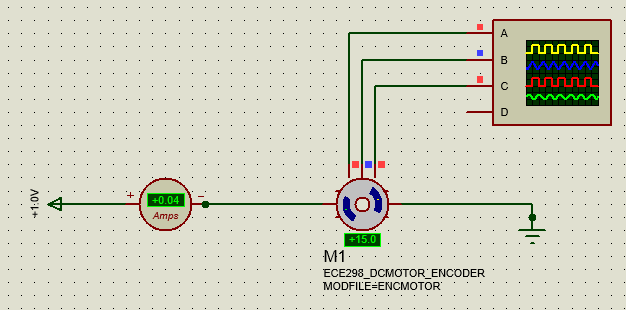 A
B
C
D
+1.0V
+
+0.04
Amps
−
+15.0
M1
ECE298_DCMOTOR_ENCODER
MODFILE=ENCMOTOR